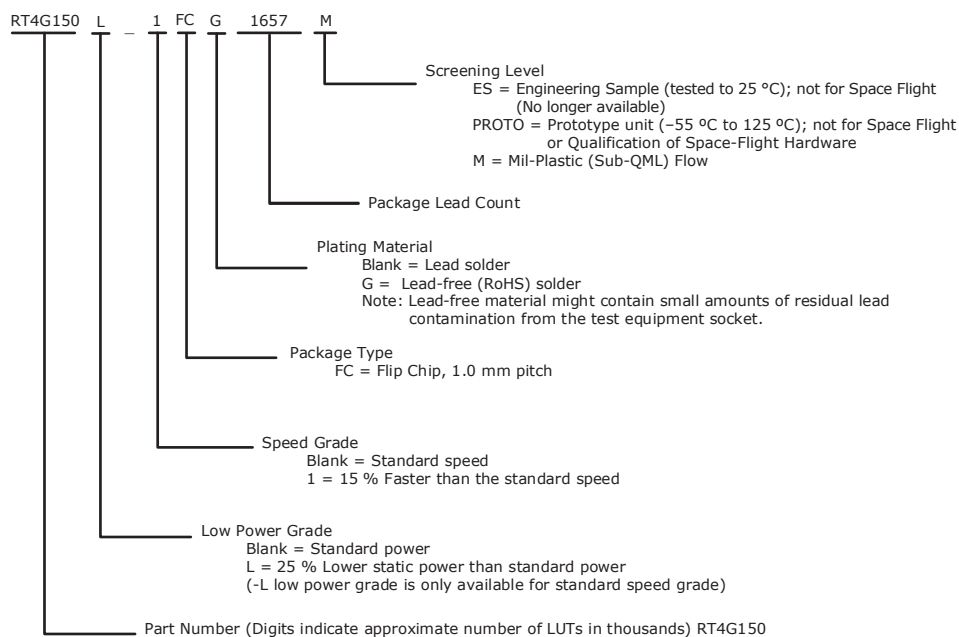 RT4G150 L _ 1 FC G 1657 M
Screening Level
ES = Engineering Sample (tested to 25 °C); not for Space Flight
(No longer available)
PROTO = Prototype unit (–55 ºC to 125 ºC); not for Space Flight
or Qualification of Space-Flight Hardware
M = Mil-Plastic (Sub-QML) Flow
Package Lead Count
Plating Material
Blank = Lead solder
G = Lead-free (RoHS) solder
Note: Lead-free material might contain small amounts of residual lead
contamination from the test equipment socket.
Package Type
FC = Flip Chip, 1.0 mm pitch
Speed Grade
Blank = Standard speed
1 = 15 % Faster than the standard speed
Low Power Grade
Blank = Standard power
L = 25 % Lower static power than standard power
(-L low power grade is only available for standard speed grade)
Part Number (Digits indicate approximate number of LUTs in thousands) RT4G150